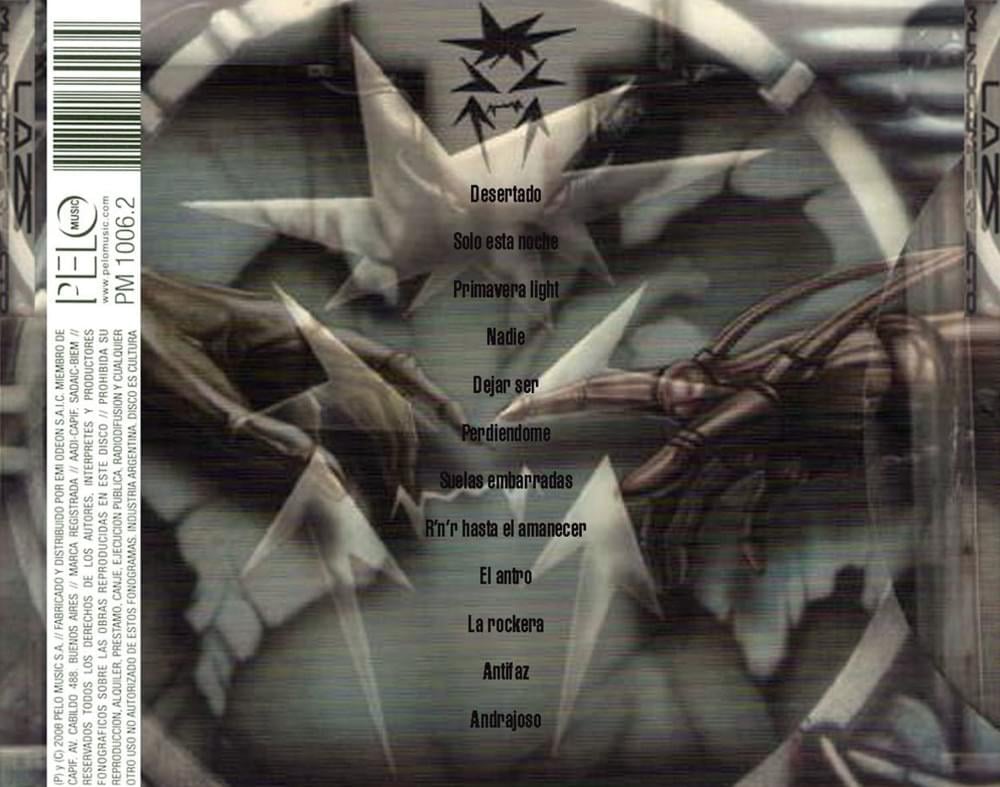 Desertado
Solo esta noche
Primavera light
Nadie
Dejar ser
Perdiendome
Suelas embarradas
R'n'r hasta el amanecer
El antro
La rockera
Antifaz
Andrajoso
PELO MUSIC
www.pelomusic.com
PM 1006.2
(P) y (C) 2008 PELO MUSIC S.A. // FABRICADO Y DISTRIBUIDO POR EMI ODEON S.A.I.C. MIEMBRO DE
CAPIF. AV. CABILDO 488. BUENOS AIRES // MARCA REGISTRADA // AADI-CAPIF. SADAIC-BIEM //
RESERVADOS TODOS LOS DERECHOS DE LOS AUTORES, INTERPRETES Y PRODUCTORES
FONOGRAFICOS SOBRE LAS OBRAS REPRODUCIDAS EN ESTE DISCO // PROHIBIDA SU
REPRODUCCION, ALQUILER, PRESTAMO, CANJE, EJECUCION PUBLICA, RADIODIFUSION Y CUALQUIER
OTRO USO NO AUTORIZADO DE ESTOS FONOGRAMAS. INDUSTRIA ARGENTINA. DISCO ES CULTURA